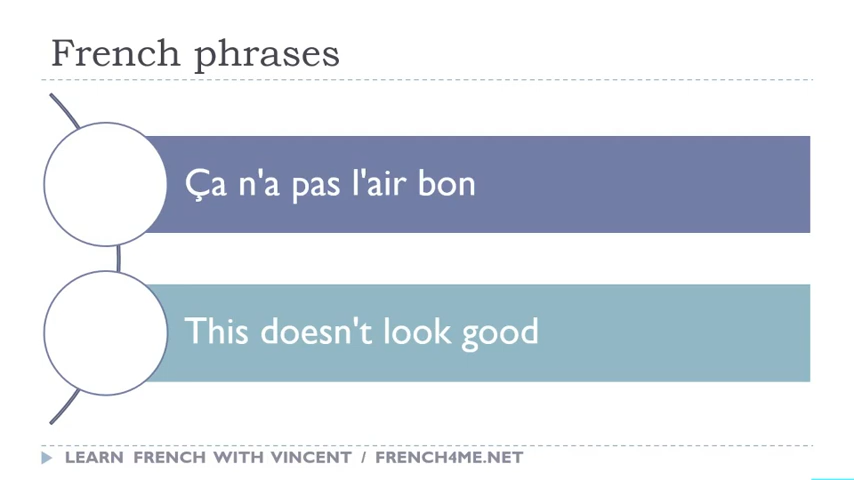 French phrases
Ça n'a pas l'air bon
This doesn't look good
LEARN FRENCH WITH VINCENT / FRENCH4ME.NET